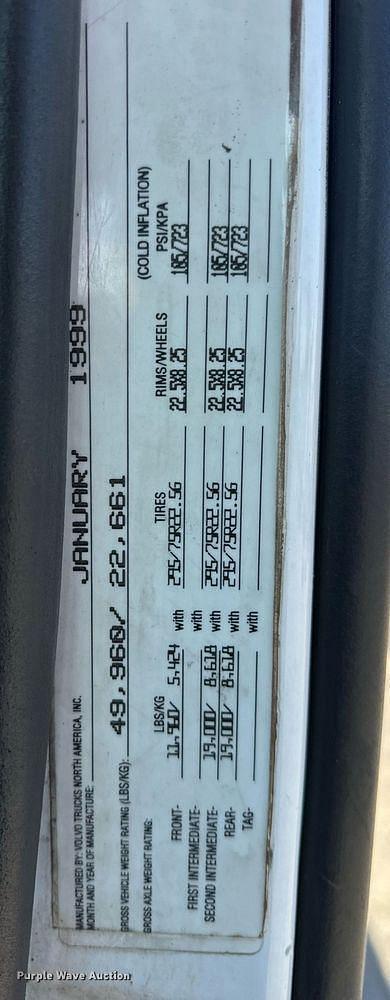 MANUFACTURED BY: VOLVO TRUCKS NORTH AMERICA, INC.
MONTH AND YEAR OF MANUFACTURE: JANUARY 1999
GROSS VEHICLE WEIGHT RATING (LBS/KG): 49,960/ 22,661
GROSS AXLE WEIGHT RATING: (COLD INFLATION)
LBS/KG TIRES RIMS/WHEELS PSI/KPA
FRONT- 11,960/ 5,424 with 295/75R22.5G 22.5X8.25 105/723
FIRST INTERMEDIATE- with
SECOND INTERMEDIATE- 19,000/ 8,618 with 295/75R22.5G 22.5X8.25 105/723
REAR- 19,000/ 8,618 with 295/75R22.5G 22.5X8.25 105/723
TAG- with
Purple Wave Auction